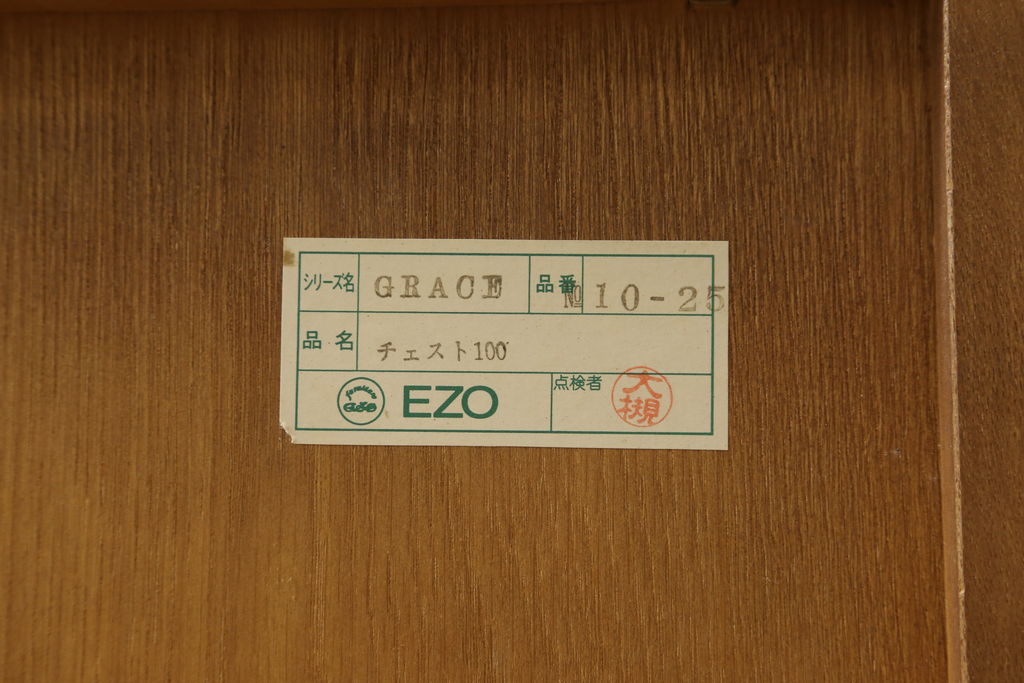 シリーズ名 GRACE 品番 № 10-25
品名 チェスト100
EZO 点検者 大槻